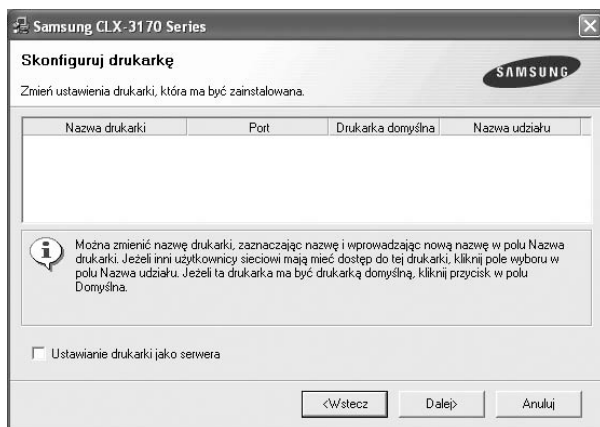 Samsung CLX-3170 Series
Skonfiguruj drukarkę
SAMSUNG
Zmień ustawienia drukarki, która ma być zainstalowana.
Nazwa drukarki Port Drukarka domyślna Nazwa udziału
Można zmienić nazwę drukarki, zaznaczając nazwę i wprowadzając nową nazwę w polu Nazwa
drukarki. Jeżeli inni użytkownicy sieciowi mają mieć dostęp do tej drukarki, kliknij pole wyboru w
polu Nazwa udziału. Jeżeli ta drukarka ma być drukarką domyślną, kliknij przycisk w polu
Domyślna.
Ustawianie drukarki jako serwera
<Wstecz Dalej> Anuluj